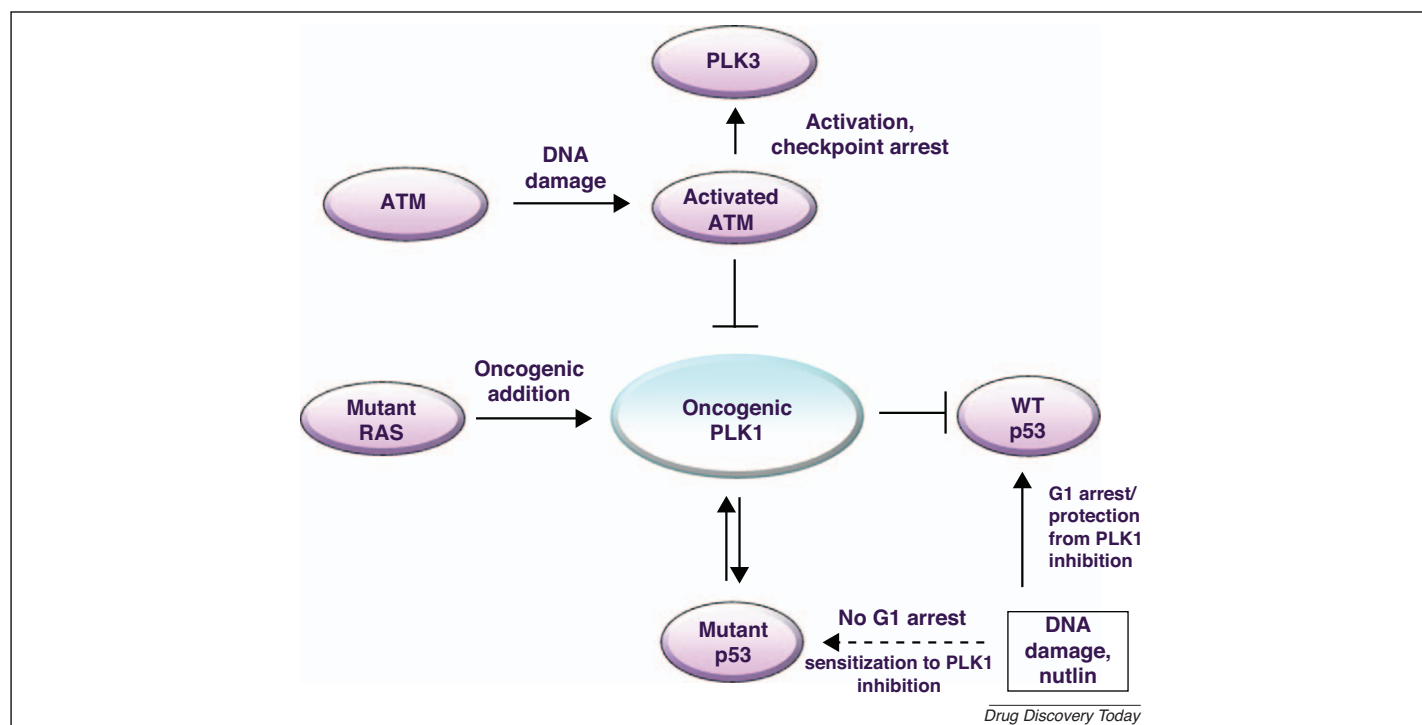 PLK3
Activation,
checkpoint arrest
DNA
damage
ATM
Activated
ATM
Oncogenic
addition
Mutant
RAS
Oncogenic
PLK1
WT
p53
G1 arrest/
protection
from PLK1
inhibition
No G1 arrest
Mutant
p53
sensitization to PLK1
inhibition
DNA
damage,
nutlin
Drug Discovery Today